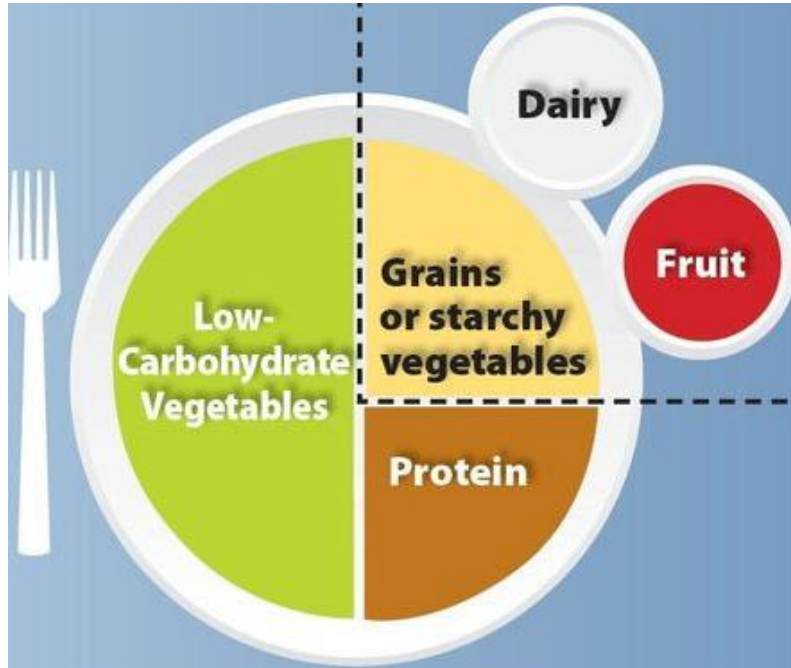 Dairy
Fruit
Grains
or starchy
vegetables
Low-
Carbohydrate
Vegetables
Protein